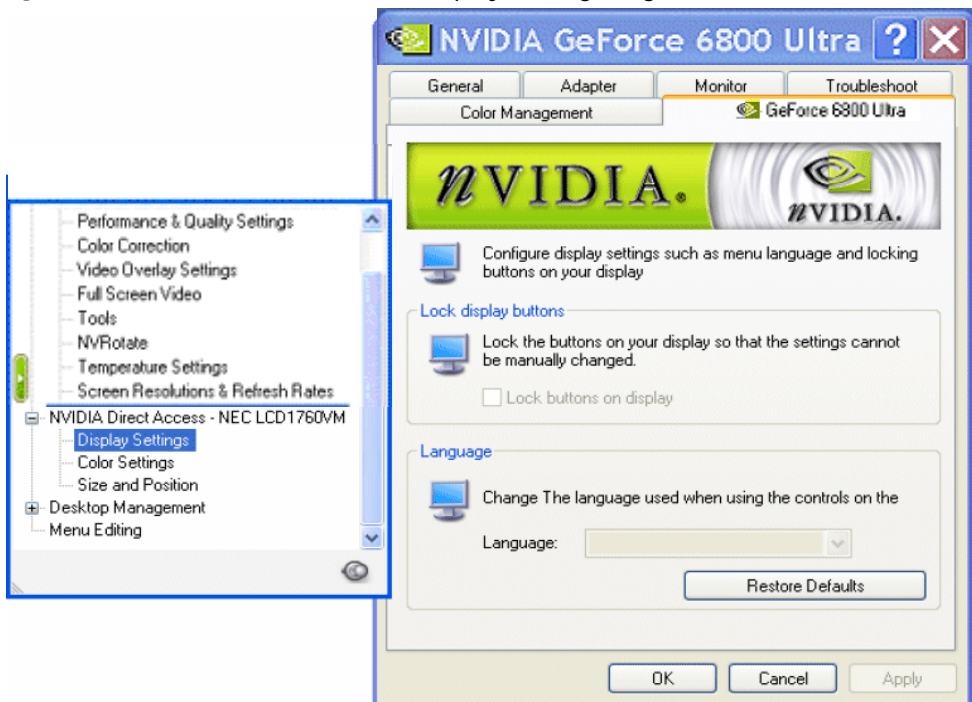 NVIDIA GeForce 6800 Ultra
General
Adapter
Monitor
Troubleshoot
Color Management
GeForce 6800 Ultra
nVIDIA.
nVIDIA.
Configure display settings such as menu language and locking
buttons on your display
Lock display buttons
Lock the buttons on your display so that the settings cannot
be manually changed.
Lock buttons on display
Language
Change The language used when using the controls on the
Language:
Restore Defaults
OK
Cancel
Apply
Performance & Quality Settings
Color Correction
Video Overlay Settings
Full Screen Video
Tools
NVRotate
Temperature Settings
Screen Resolutions & Refresh Rates
NVIDIA Direct Access - NEC LCD1760VM
Display Settings
Color Settings
Size and Position
Desktop Management
Menu Editing